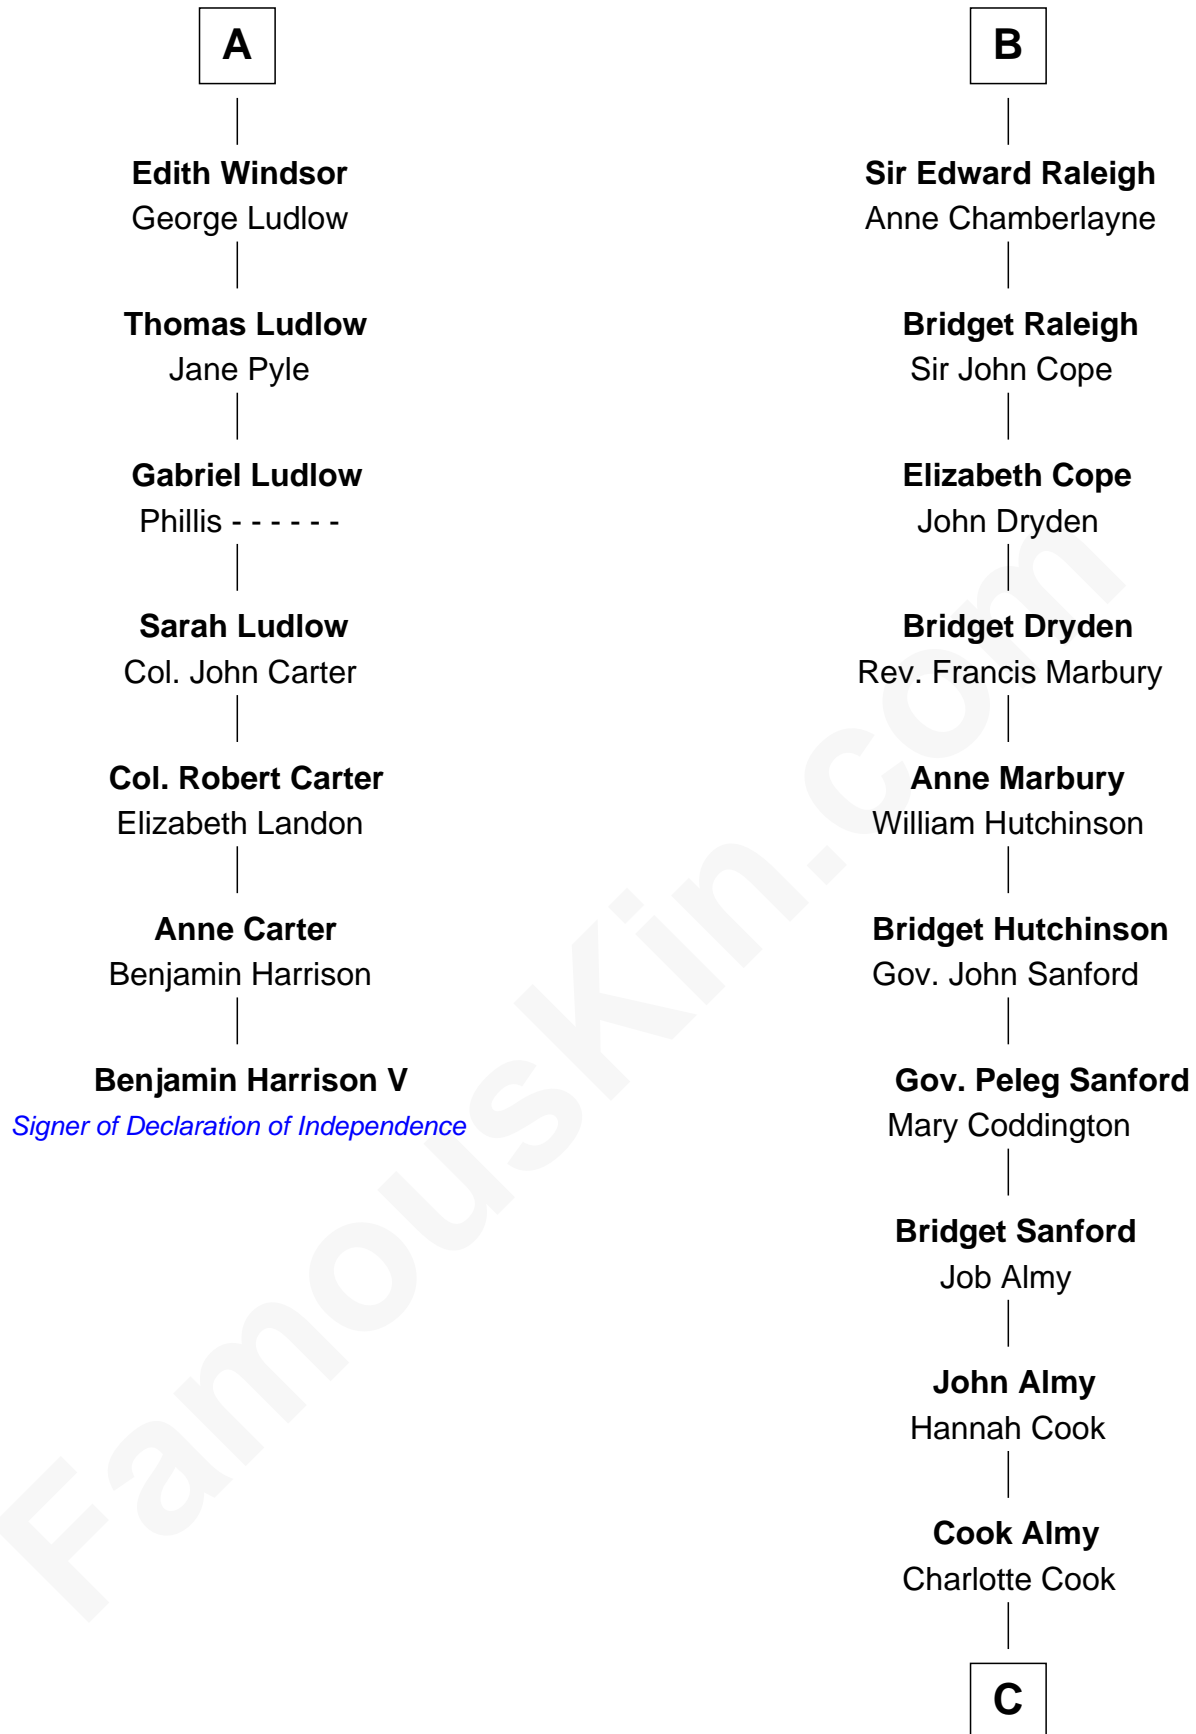 A
Edith Windsor
George Ludlow
Thomas Ludlow
Jane Pyle
Gabriel Ludlow
Phillis - - - - - -
Sarah Ludlow
Col. John Carter
Col. Robert Carter
Elizabeth Landon
Anne Carter
Benjamin Harrison
Benjamin Harrison V
Signer of Declaration of Independence
B
Sir Edward Raleigh
Anne Chamberlayne
Bridget Raleigh
Sir John Cope
Elizabeth Cope
John Dryden
Bridget Dryden
Rev. Francis Marbury
Anne Marbury
William Hutchinson
Bridget Hutchinson
Gov. John Sanford
Gov. Peleg Sanford
Mary Coddington
Bridget Sanford
Job Almy
John Almy
Hannah Cook
Cook Almy
Charlotte Cook
C
FamousKin.com